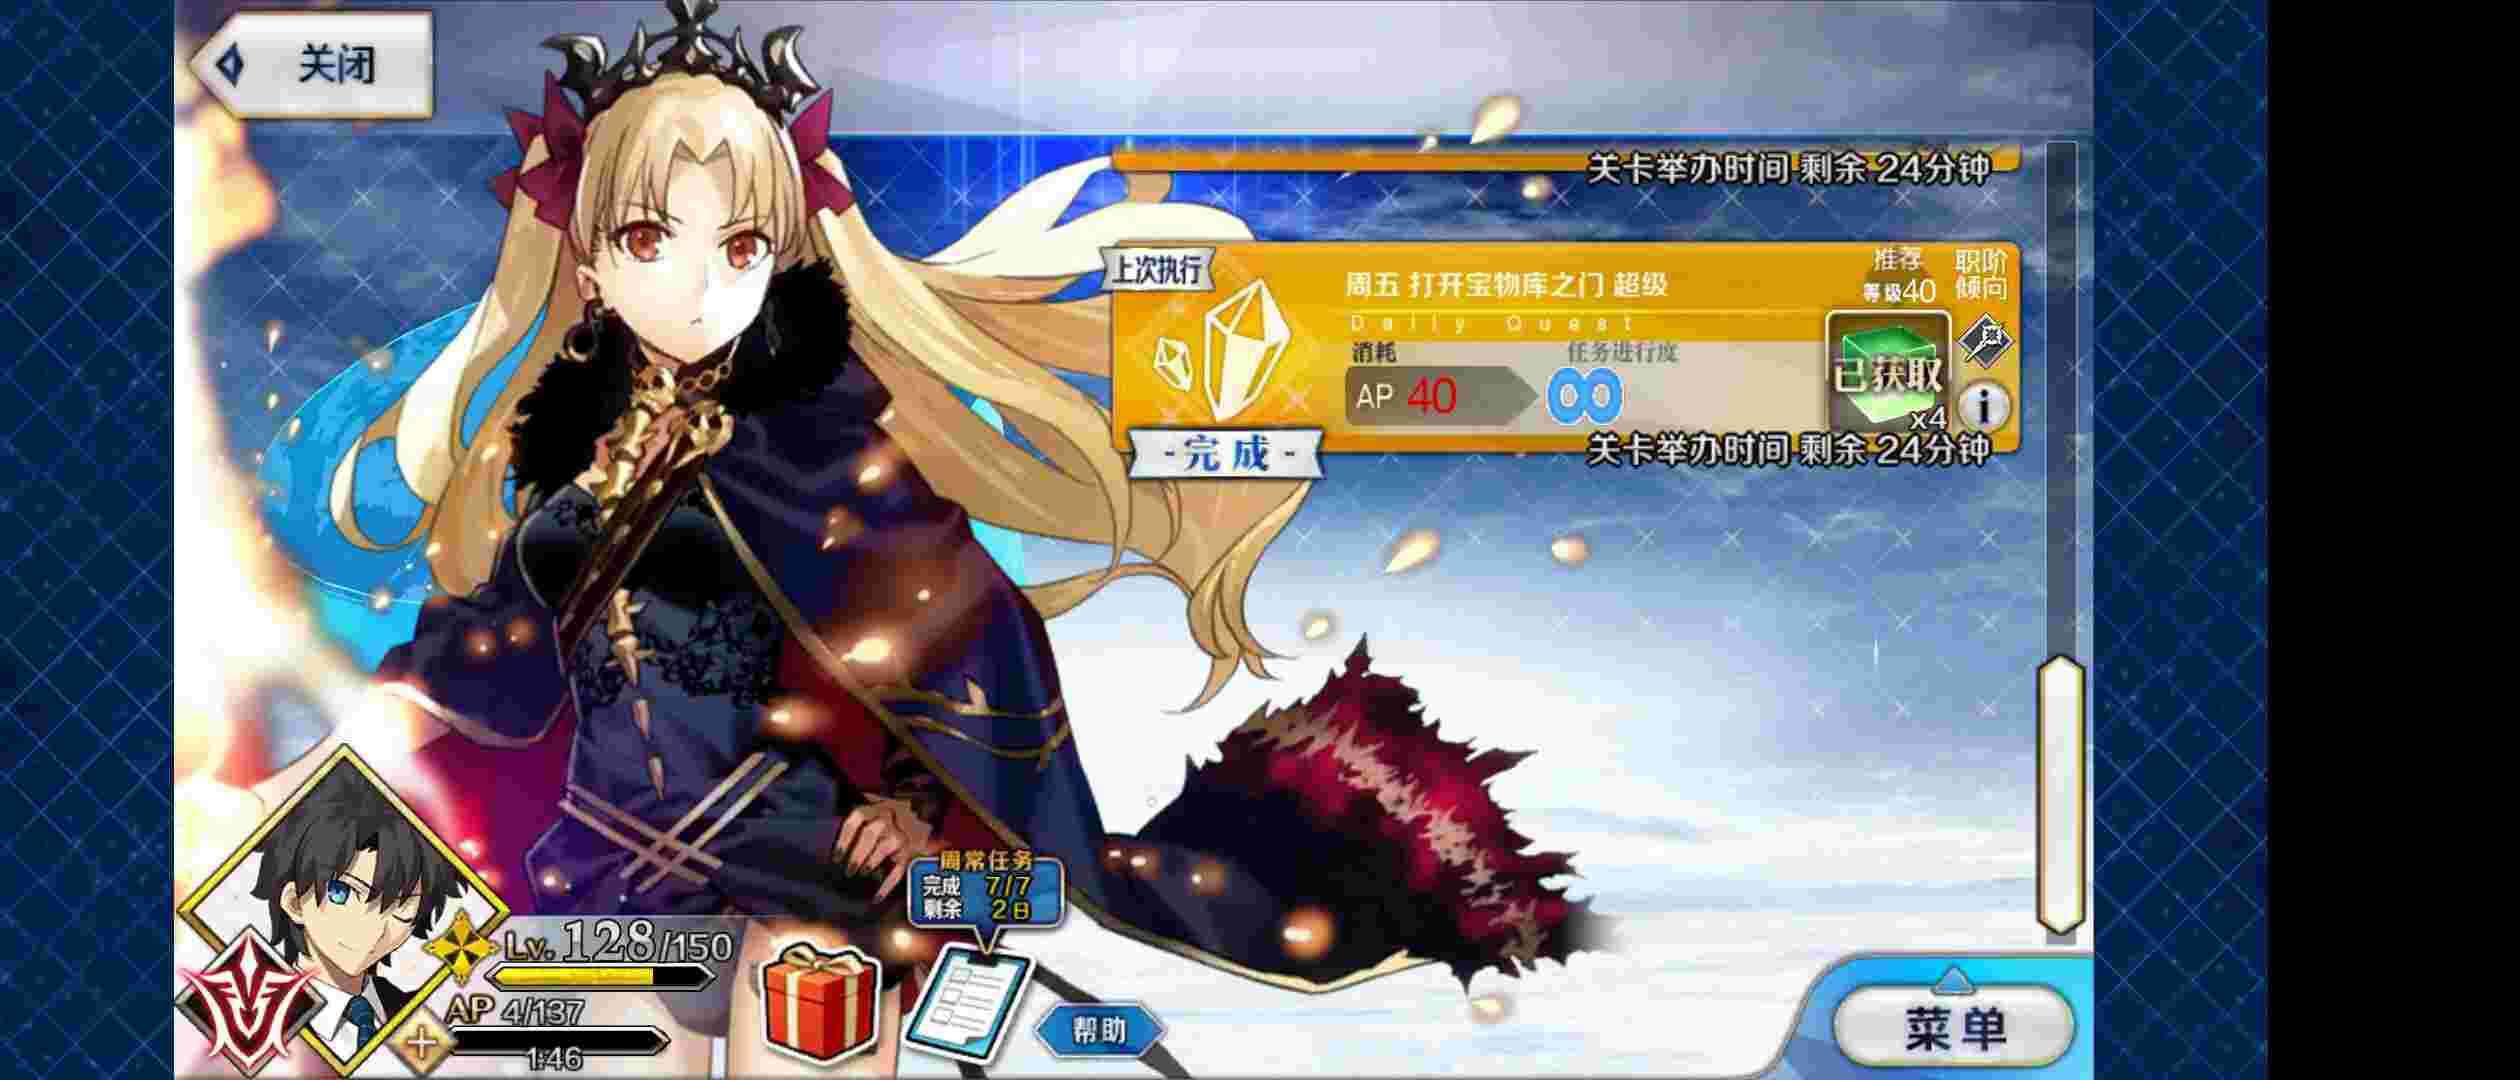 关闭
关卡举办时间 剩余 24分钟
上次执行
周五 打开宝物库之门 超级
推荐
等级40
职阶
倾向
Daily Quest
消耗
任务进行度
AP 40
∞
已获取
x4
i
-完成-
关卡举办时间 剩余 24分钟
周常任务
完成 7/7
剩余 2日
Lv. 128/150
AP 4/137
1:46
帮助
菜单